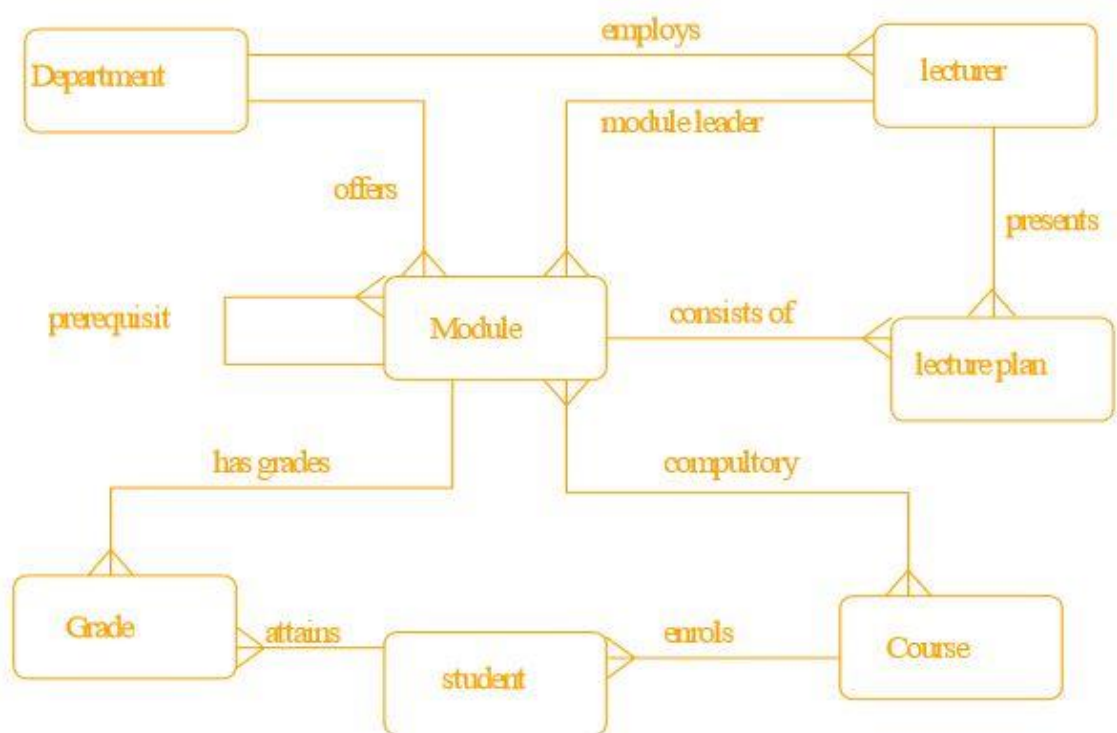 employs
Department
lecturer
module leader
offers
presents
prerequisit
Module
consists of
lecture plan
has grades
compultory
Grade
attains
enrols
student
Course